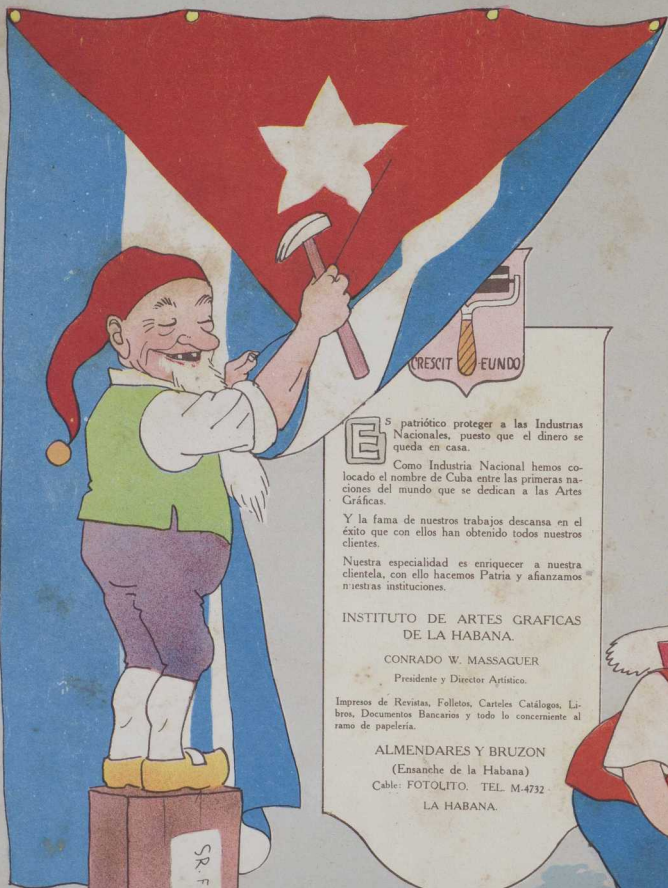 CRESCIT EUNDO
Es patriótico proteger a las Industrias
Nacionales, puesto que el dinero se
queda en casa.
Como Industria Nacional hemos co-
locado el nombre de Cuba entre las primeras na-
ciones del mundo que se dedican a las Artes
Gráficas.
Y la fama de nuestros trabajos descansa en el
éxito que con ellos han obtenido todos nuestros
clientes.
Nuestra especialidad es enriquecer a nuestra
clientela, con ello hacemos Patria y afianzamos
nuestras instituciones.
INSTITUTO DE ARTES GRAFICAS
DE LA HABANA.
CONRADO W. MASSAGUER
Presidente y Director Artístico.
Impresos de Revistas, Folletos, Carteles Catálogos, Li-
bros, Documentos Bancarios y todo lo concerniente al
ramo de papelería.
ALMENDARES Y BRUZON
(Ensanche de la Habana)
Cable: FOTOLITO. TEL. M-4732
LA HABANA.
SR. F